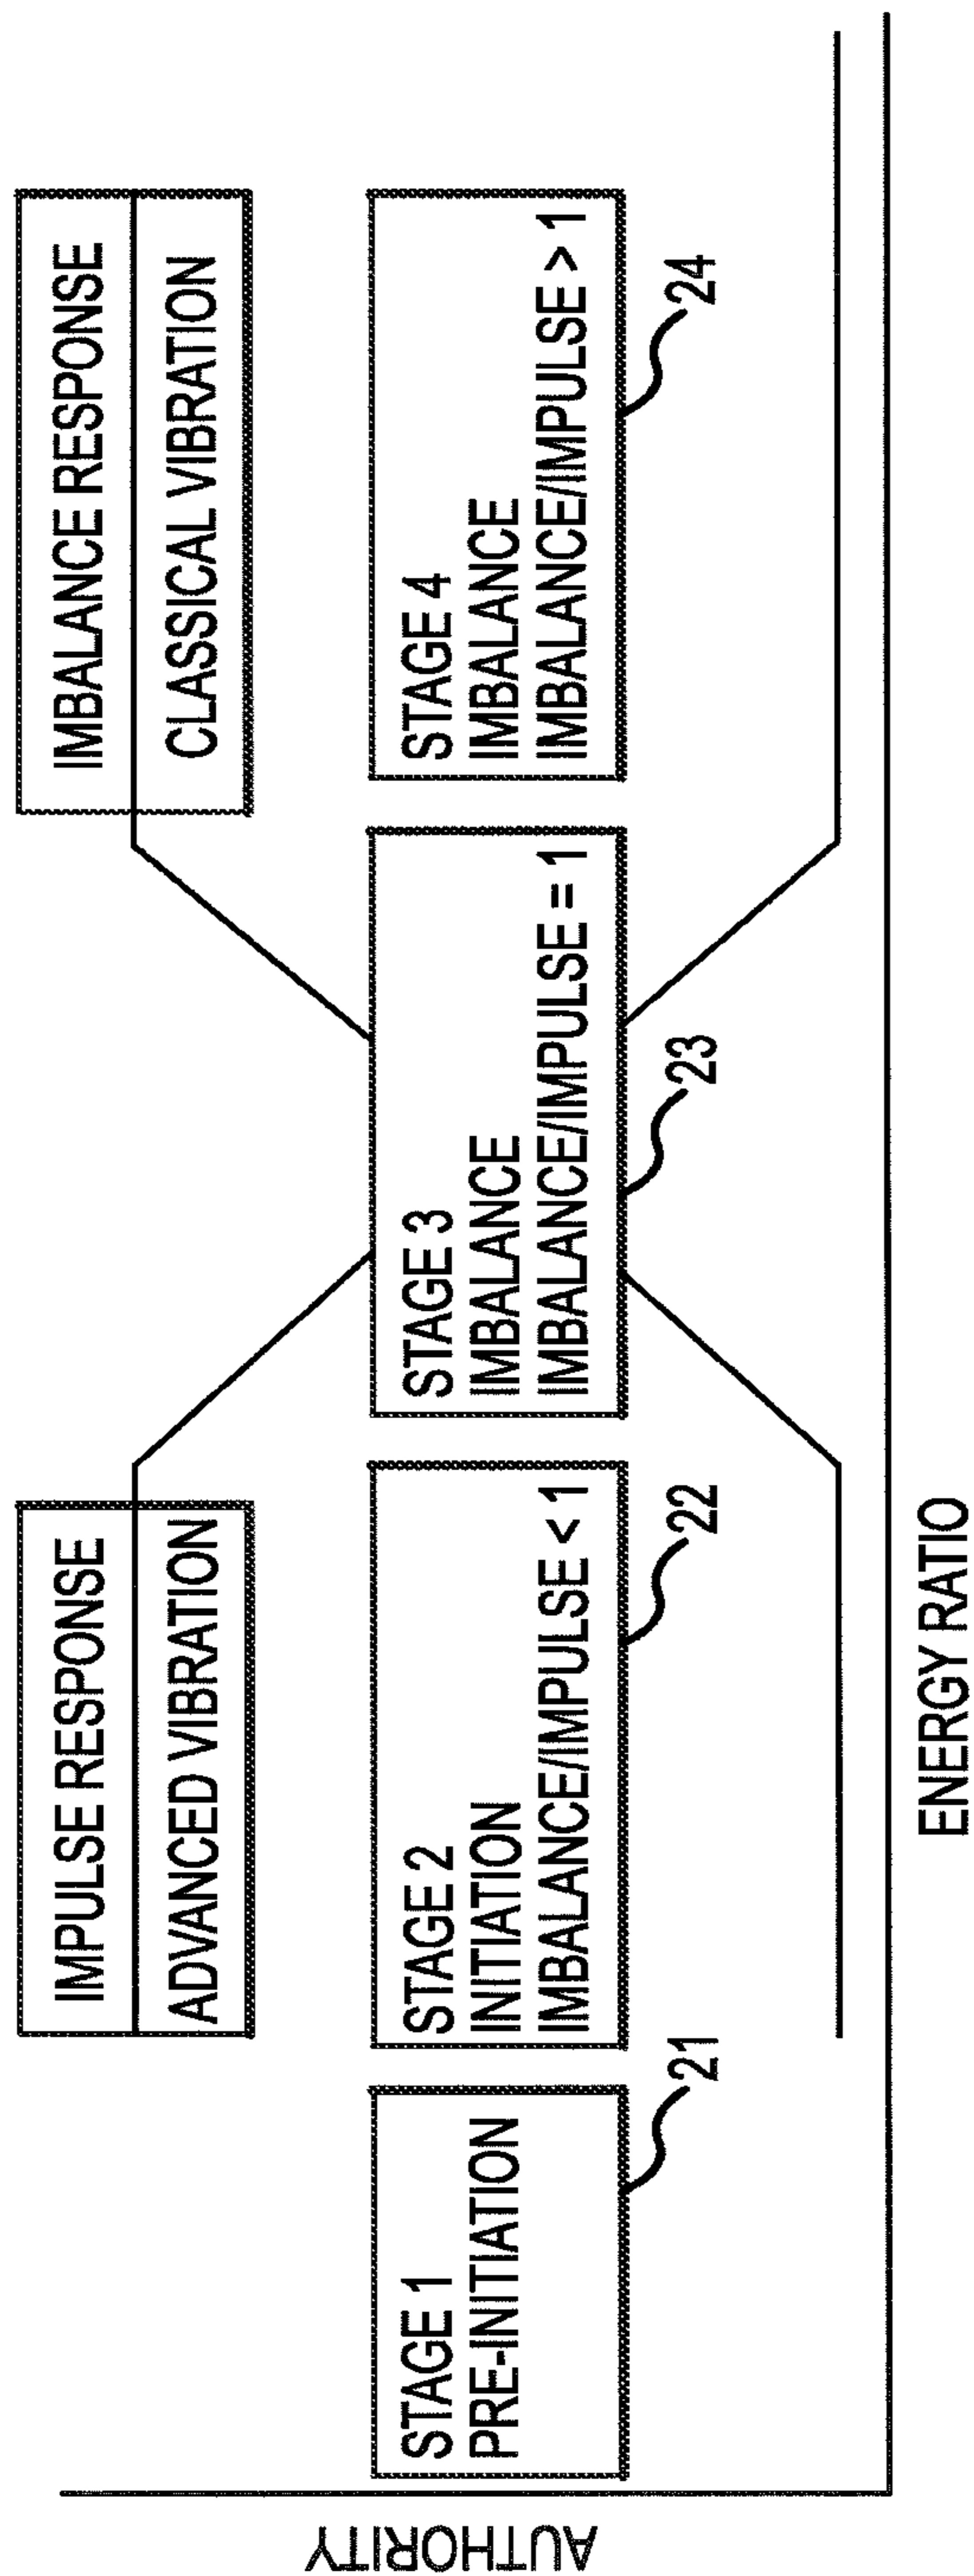 IMPULSE RESPONSE
ADVANCED VIBRATION
IMBALANCE RESPONSE
CLASSICAL VIBRATION
AUTHORITY
STAGE 1
PRE-INITIATION
21
STAGE 2
INITIATION
IMBALANCE/IMPULSE < 1
22
STAGE 3
IMBALANCE
IMBALANCE/IMPULSE = 1
23
STAGE 4
IMBALANCE
IMBALANCE/IMPULSE > 1
24
ENERGY RATIO